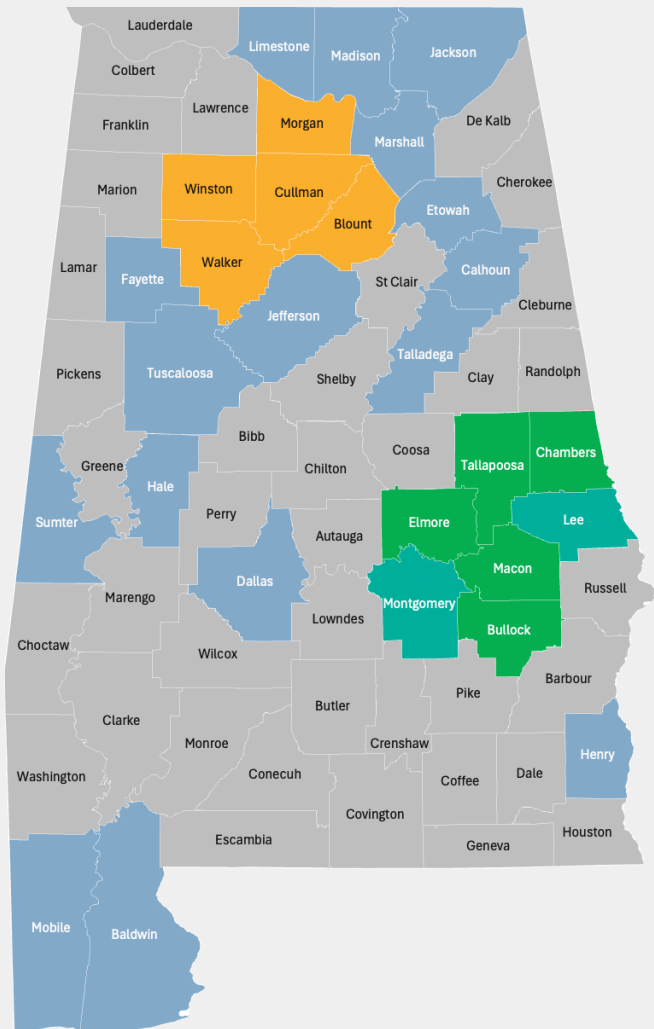 Lauderdale
Limestone
Madison
Jackson
Colbert
Lawrence
Franklin
Morgan
De Kalb
Marshall
Marion
Winston
Cullman
Cherokee
Etowah
Blount
Lamar
Fayette
Walker
St Clair
Calhoun
Cleburne
Jefferson
Talladega
Pickens
Tuscaloosa
Shelby
Clay
Randolph
Bibb
Coosa
Tallapoosa
Chambers
Greene
Chilton
Hale
Sumter
Perry
Elmore
Lee
Autauga
Macon
Dallas
Russell
Marengo
Montgomery
Lowndes
Bullock
Choctaw
Wilcox
Barbour
Pike
Butler
Clarke
Monroe
Crenshaw
Henry
Washington
Conecuh
Coffee
Dale
Covington
Houston
Escambia
Geneva
Mobile
Baldwin